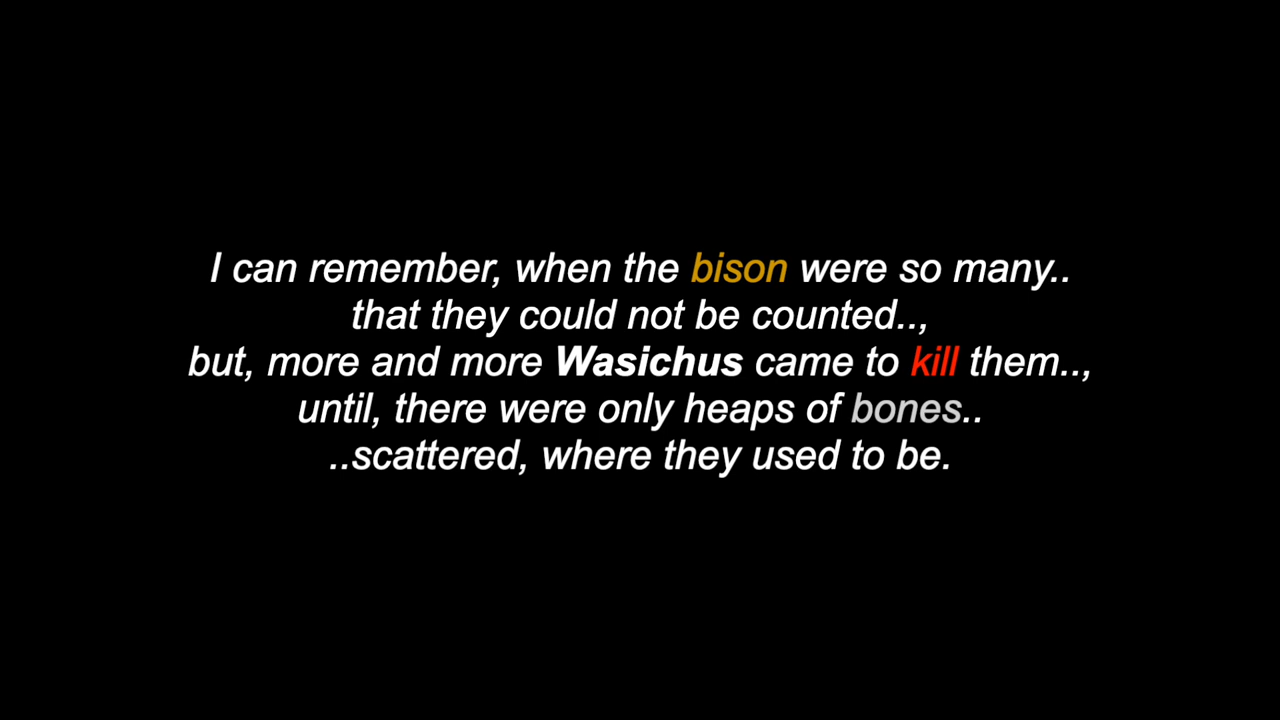 I can remember, when the bison were so many..
that they could not be counted..,
but, more and more Wasichus came to kill them..,
until, there were only heaps of bones..
..scattered, where they used to be.